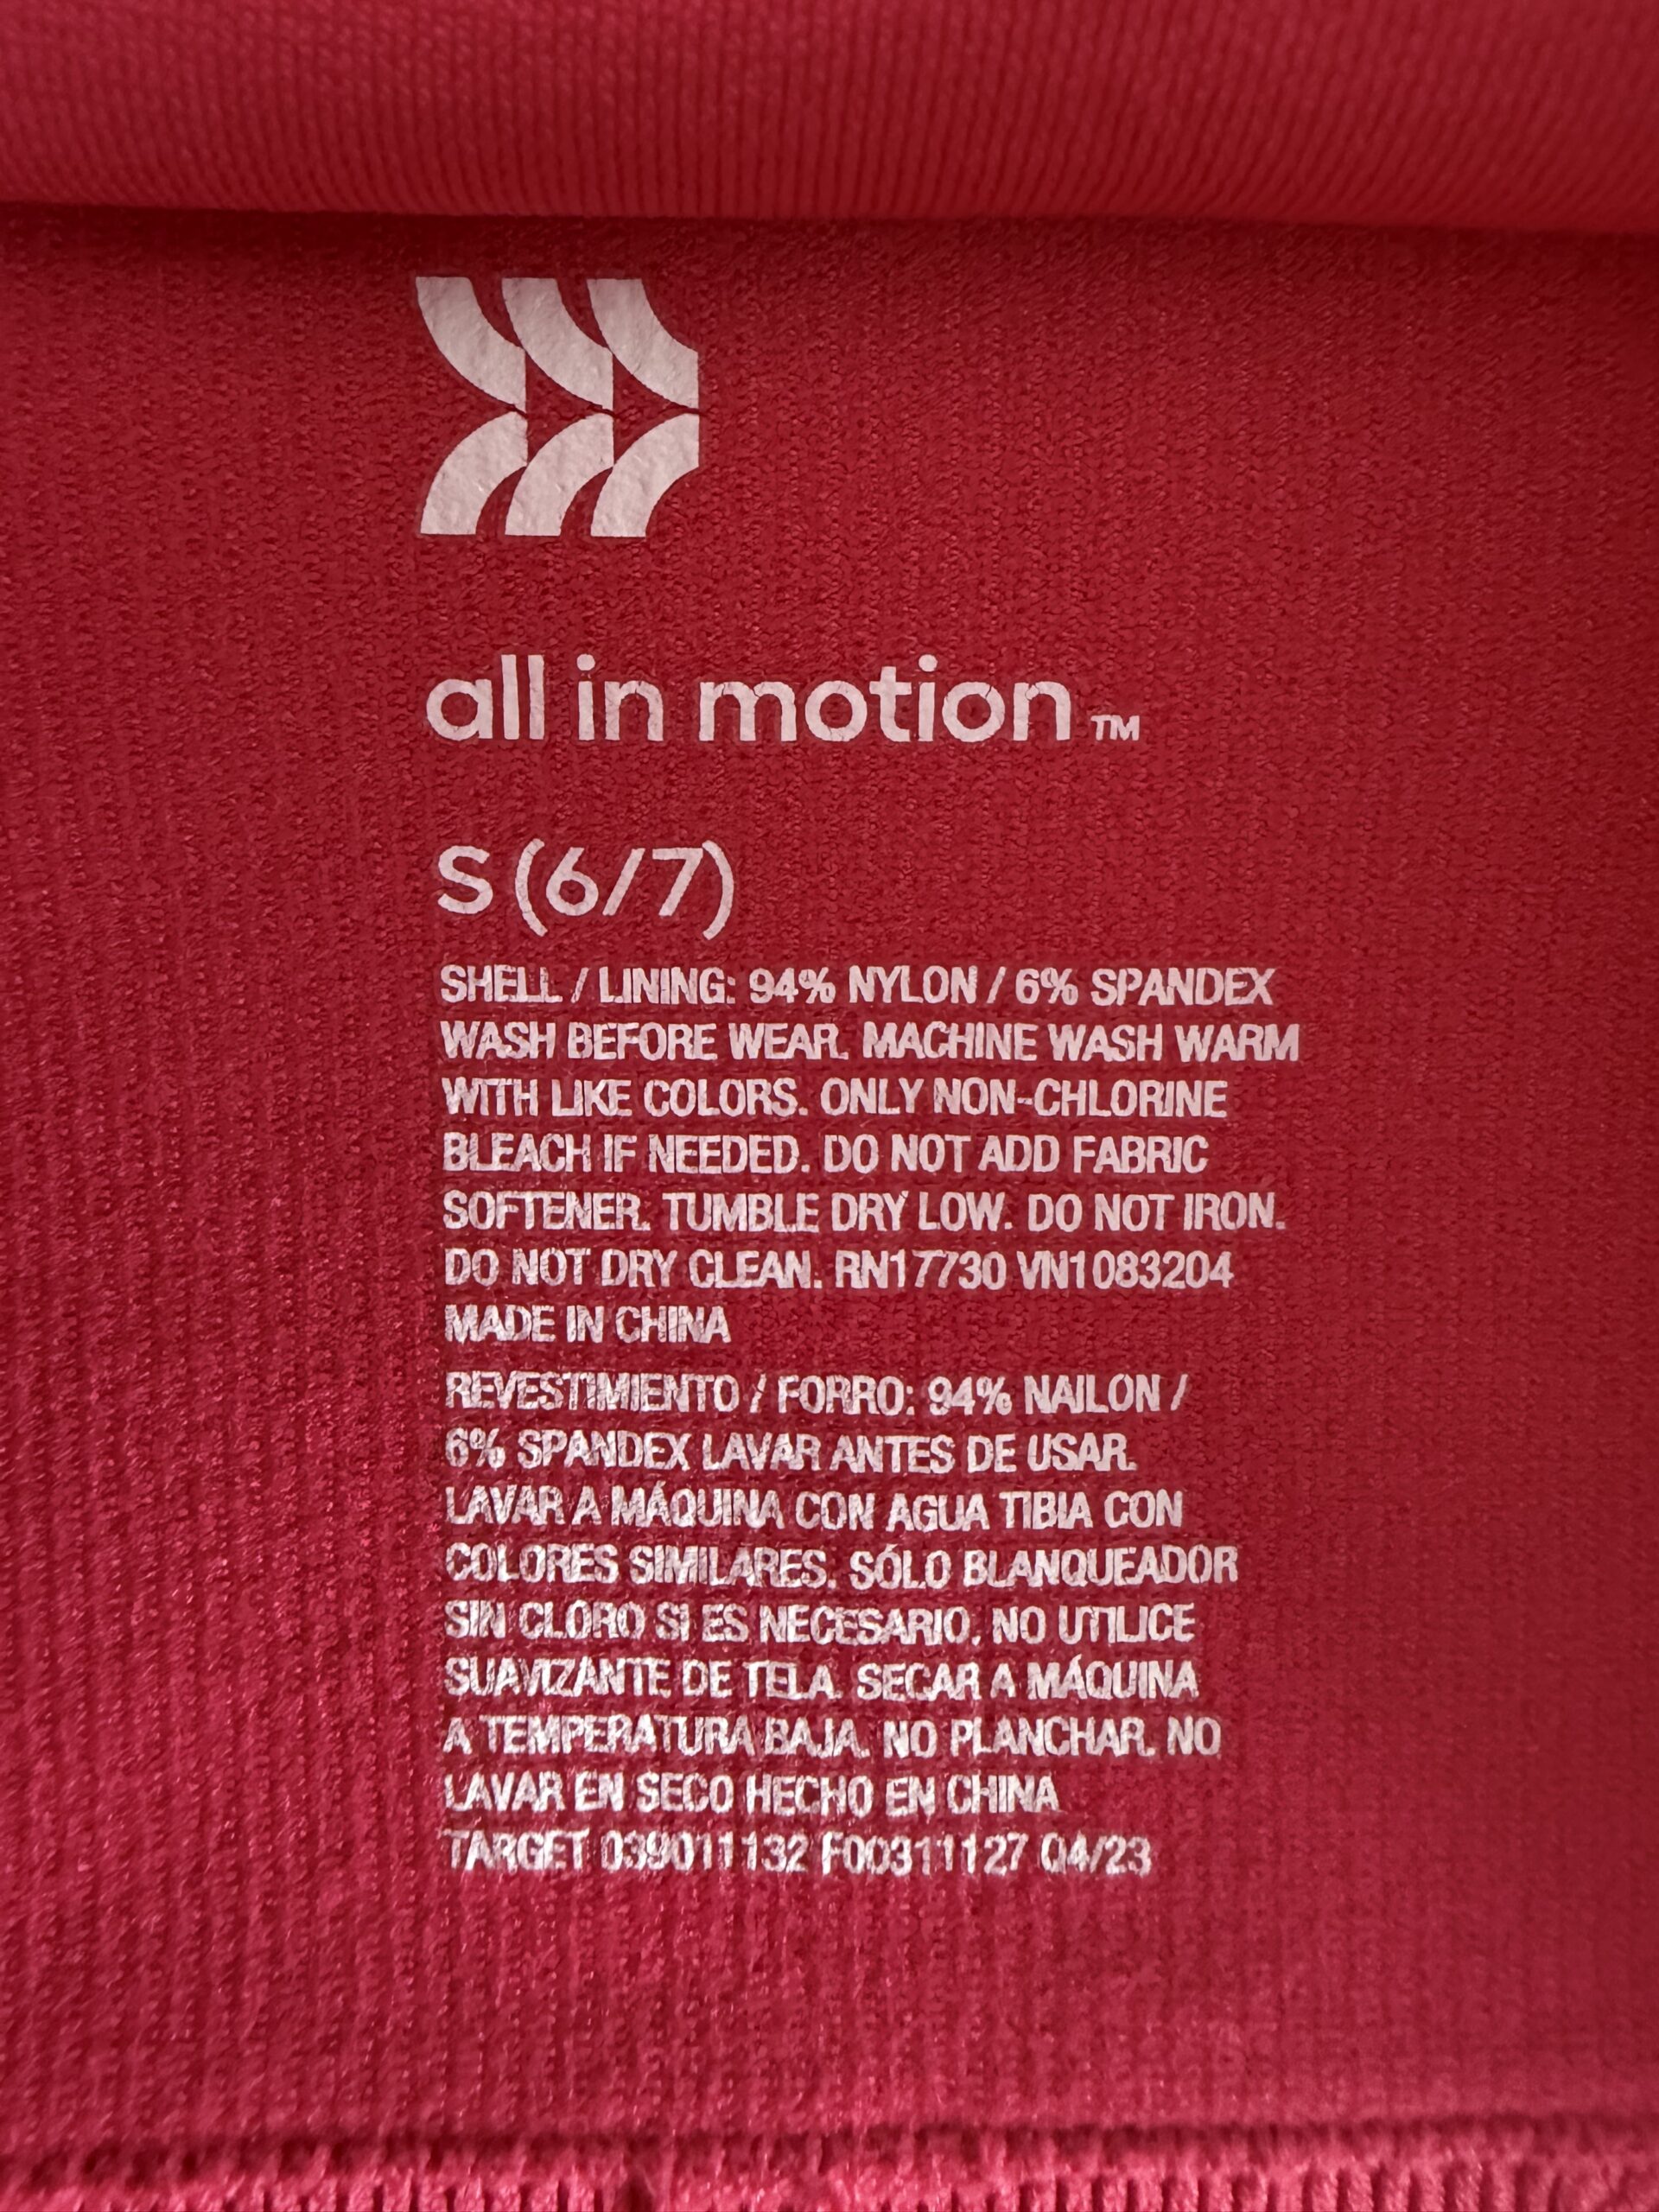 all in motion™
S (6/7)
SHELL / LINING: 94% NYLON / 6% SPANDEX
WASH BEFORE WEAR. MACHINE WASH WARM
WITH LIKE COLORS. ONLY NON-CHLORINE
BLEACH IF NEEDED. DO NOT ADD FABRIC
SOFTENER. TUMBLE DRY LOW. DO NOT IRON.
DO NOT DRY CLEAN. RN17730 VN1083204
MADE IN CHINA
REVESTIMIENTO / FORRO: 94% NAILON /
6% SPANDEX LAVAR ANTES DE USAR.
LAVAR A MÁQUINA CON AGUA TIBIA CON
COLORES SIMILARES. SÓLO BLANQUEADOR
SIN CLORO SI ES NECESARIO. NO UTILICE
SUAVIZANTE DE TELA. SECAR A MÁQUINA
A TEMPERATURA BAJA. NO PLANCHAR. NO
LAVAR EN SECO HECHO EN CHINA
TARGET 039011132 F00311127 Q4/23